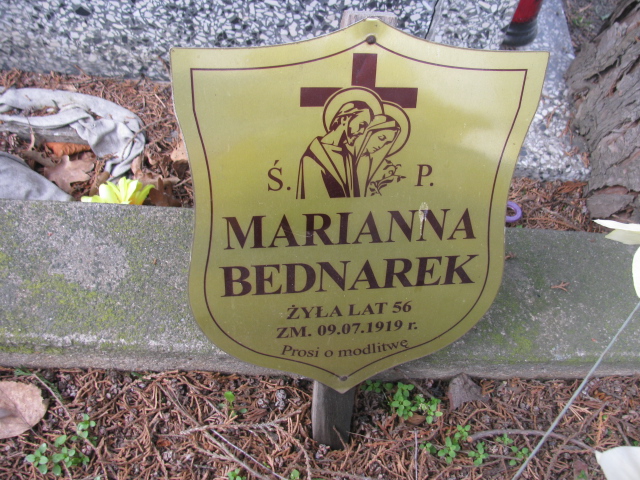 Ś. P.
MARIANNA
BEDNAREK
ŻYŁA LAT 56
ZM. 09.07.1919 r.
Prosi o modlitwę